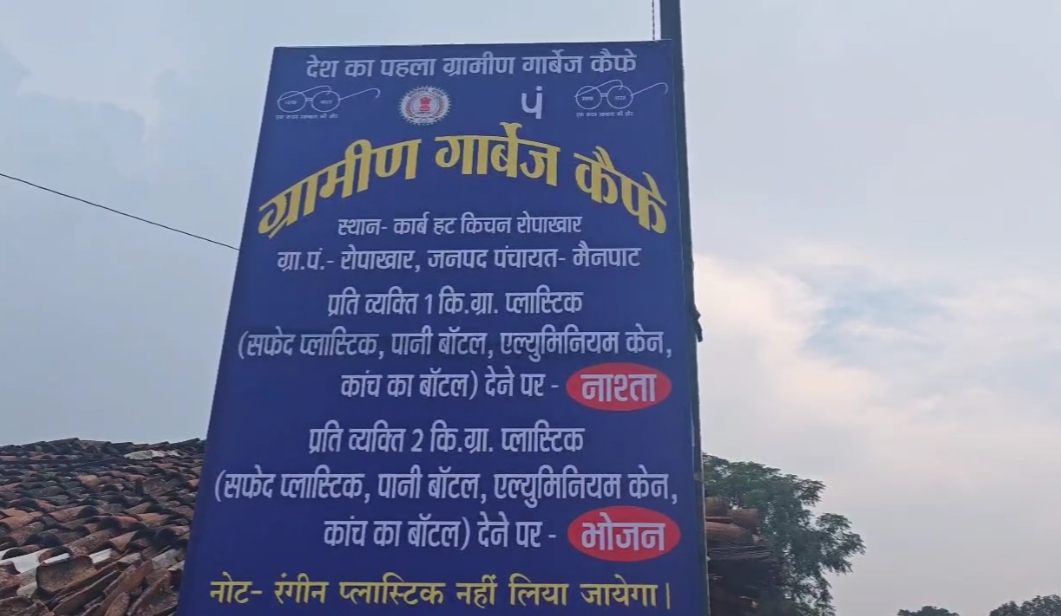 देश का पहला ग्रामीण गार्बेज कैफे
पं
ग्रामीण गार्बेज कैफे
स्थान- कार्ब हट किचन रोपाखार
ग्रा.पं.- रोपाखार, जनपद पंचायत- मैनपाट
प्रति व्यक्ति 1 कि.ग्रा. प्लास्टिक
(सफेद प्लास्टिक, पानी बॉटल, एल्युमिनियम केन,
कांच का बॉटल) देने पर - नाश्ता
प्रति व्यक्ति 2 कि.ग्रा. प्लास्टिक
(सफेद प्लास्टिक, पानी बॉटल, एल्युमिनियम केन,
कांच का बॉटल) देने पर - भोजन
नोट- रंगीन प्लास्टिक नहीं लिया जायेगा।